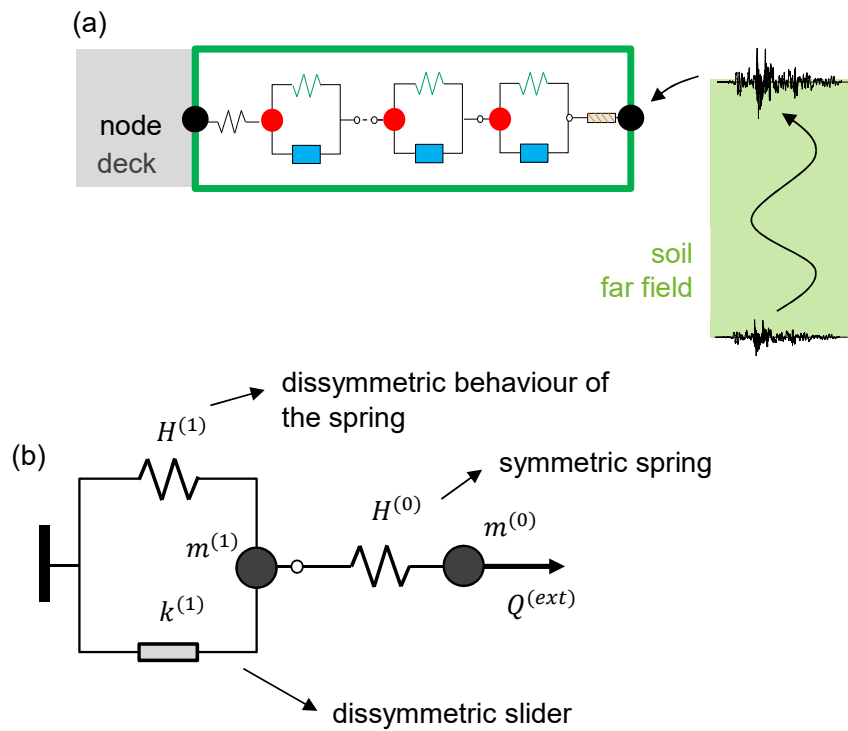 (a)
node
deck
soil
far field
dissymmetric behaviour of
the spring
H^(1)
(b)
symmetric spring
H^(0)
m^(0)
m^(1)
Q^(ext)
k^(1)
dissymmetric slider